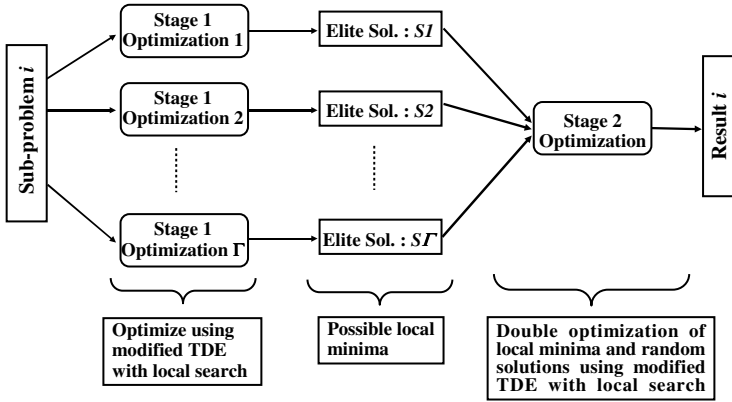 Sub-problem i
Stage 1
Optimization 1
Elite Sol. : S1
Stage 1
Optimization 2
Elite Sol. : S2
Stage 1
Optimization Γ
Elite Sol. : SΓ
Stage 2
Optimization
Result i
Optimize using
modified TDE
with local search
Possible local
minima
Double optimization of
local minima and random
solutions using modified
TDE with local search